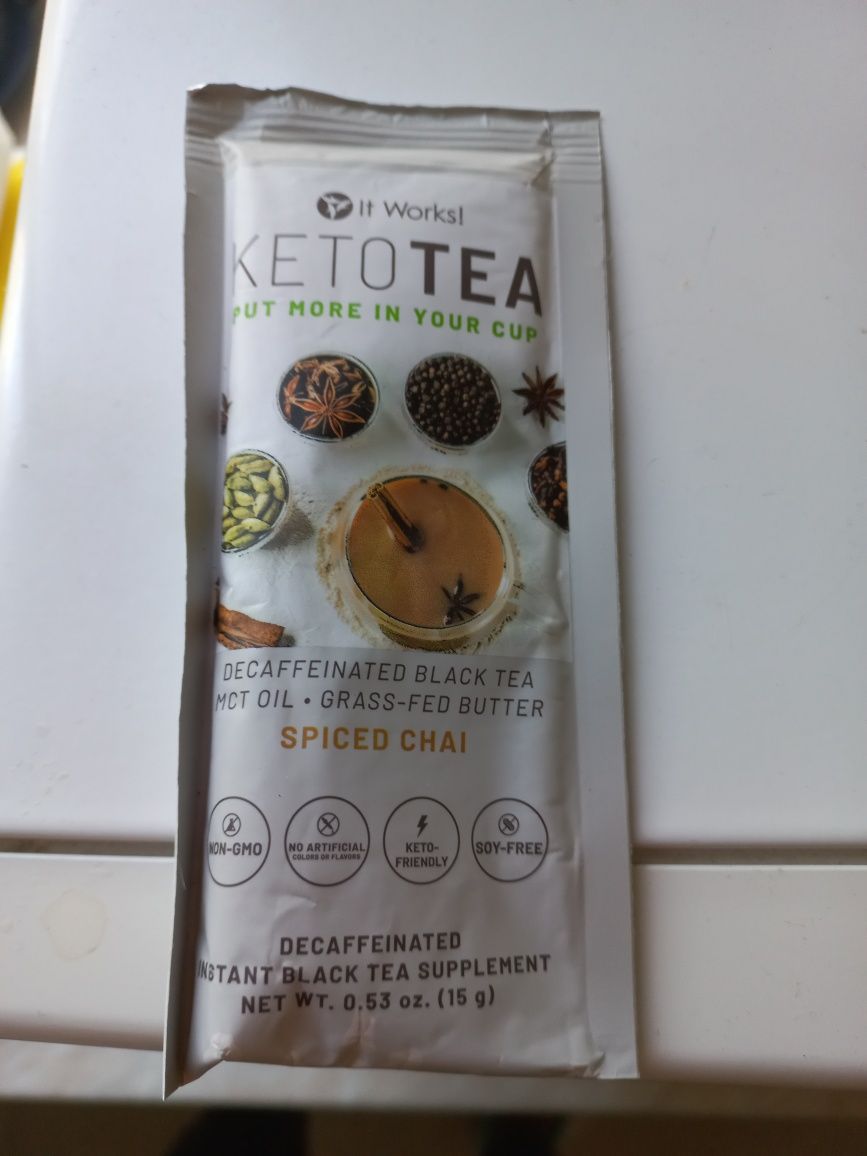 It Works!
KETOTEA
PUT MORE IN YOUR CUP
DECAFFEINATED BLACK TEA
MCT OIL • GRASS-FED BUTTER
SPICED CHAI
NON-GMO
NO ARTIFICIAL
COLORS OR FLAVORS
KETO-
FRIENDLY
SOY-FREE
DECAFFEINATED
INSTANT BLACK TEA SUPPLEMENT
NET WT. 0.53 oz. (15 g)